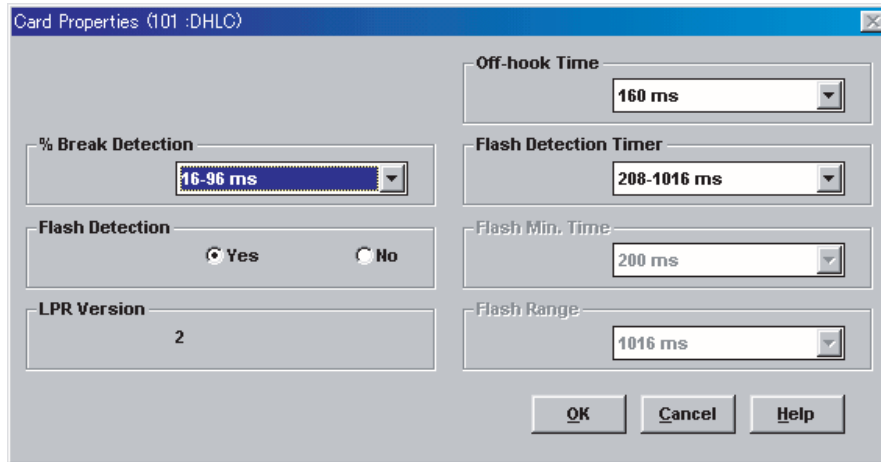 Card Properties (101 :DHLC)
Off-hook Time
160 ms
% Break Detection
16-96 ms
Flash Detection Timer
208-1016 ms
Flash Detection
Yes
No
Flash Min. Time
200 ms
LPR Version
2
Flash Range
1016 ms
OK
Cancel
Help